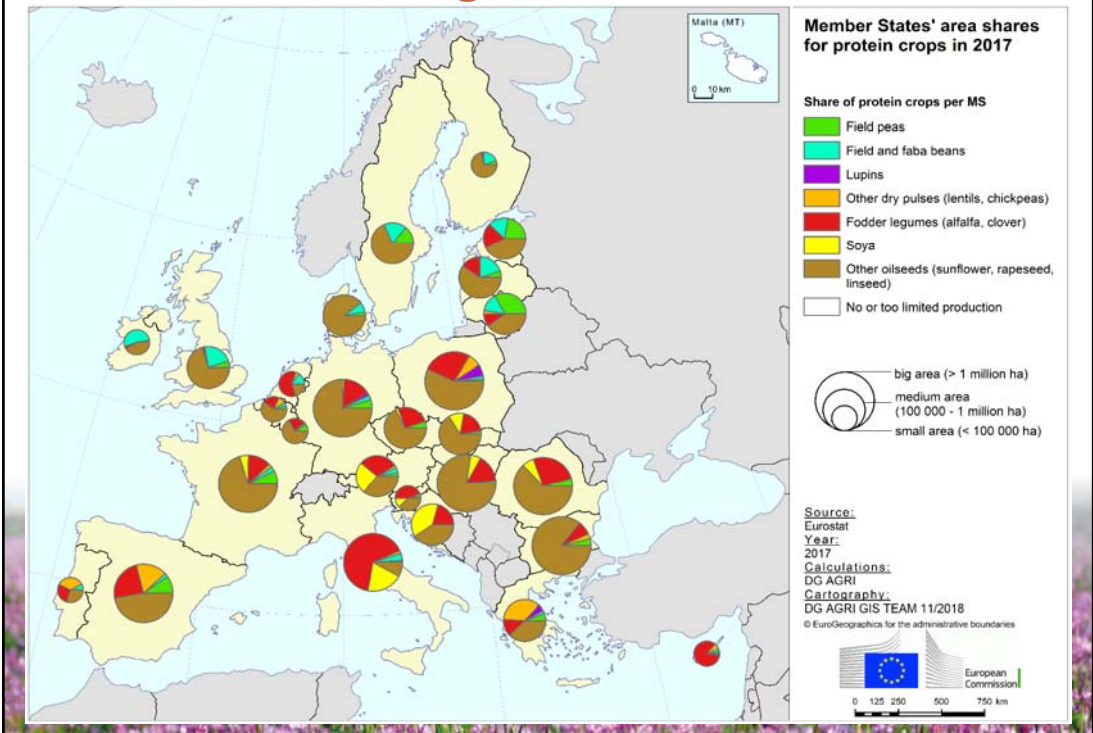 Malta (MT)
0 10 km
Member States' area shares
for protein crops in 2017
Share of protein crops per MS
Field peas
Field and faba beans
Lupins
Other dry pulses (lentils, chickpeas)
Fodder legumes (alfalfa, clover)
Soya
Other oilseeds (sunflower, rapeseed,
linseed)
No or too limited production
big area (> 1 million ha)
medium area
(100 000 - 1 million ha)
small area (< 100 000 ha)
Source:
Eurostat
Year:
2017
Calculations:
DG AGRI
Cartography:
DG AGRI GIS TEAM 11/2018
© EuroGeographics for the administrative boundaries
European
Commission
0 125 250 500 750 km